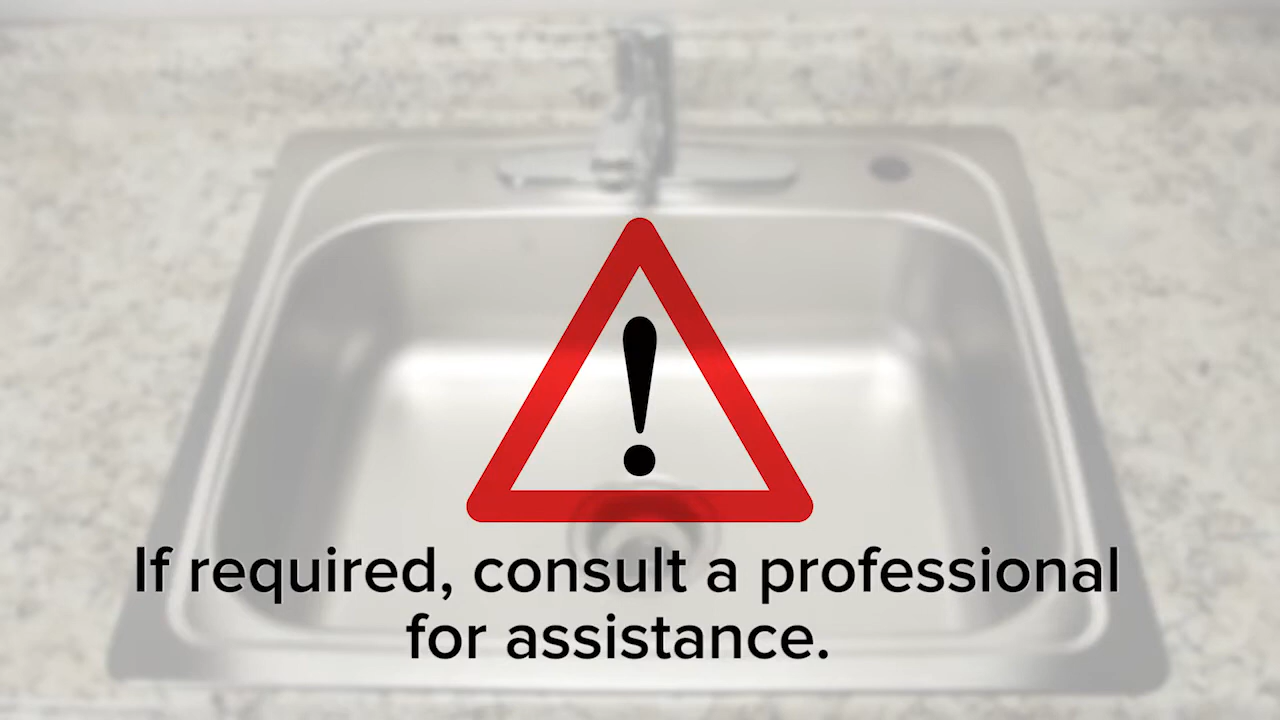 If required, consult a professional
for assistance.